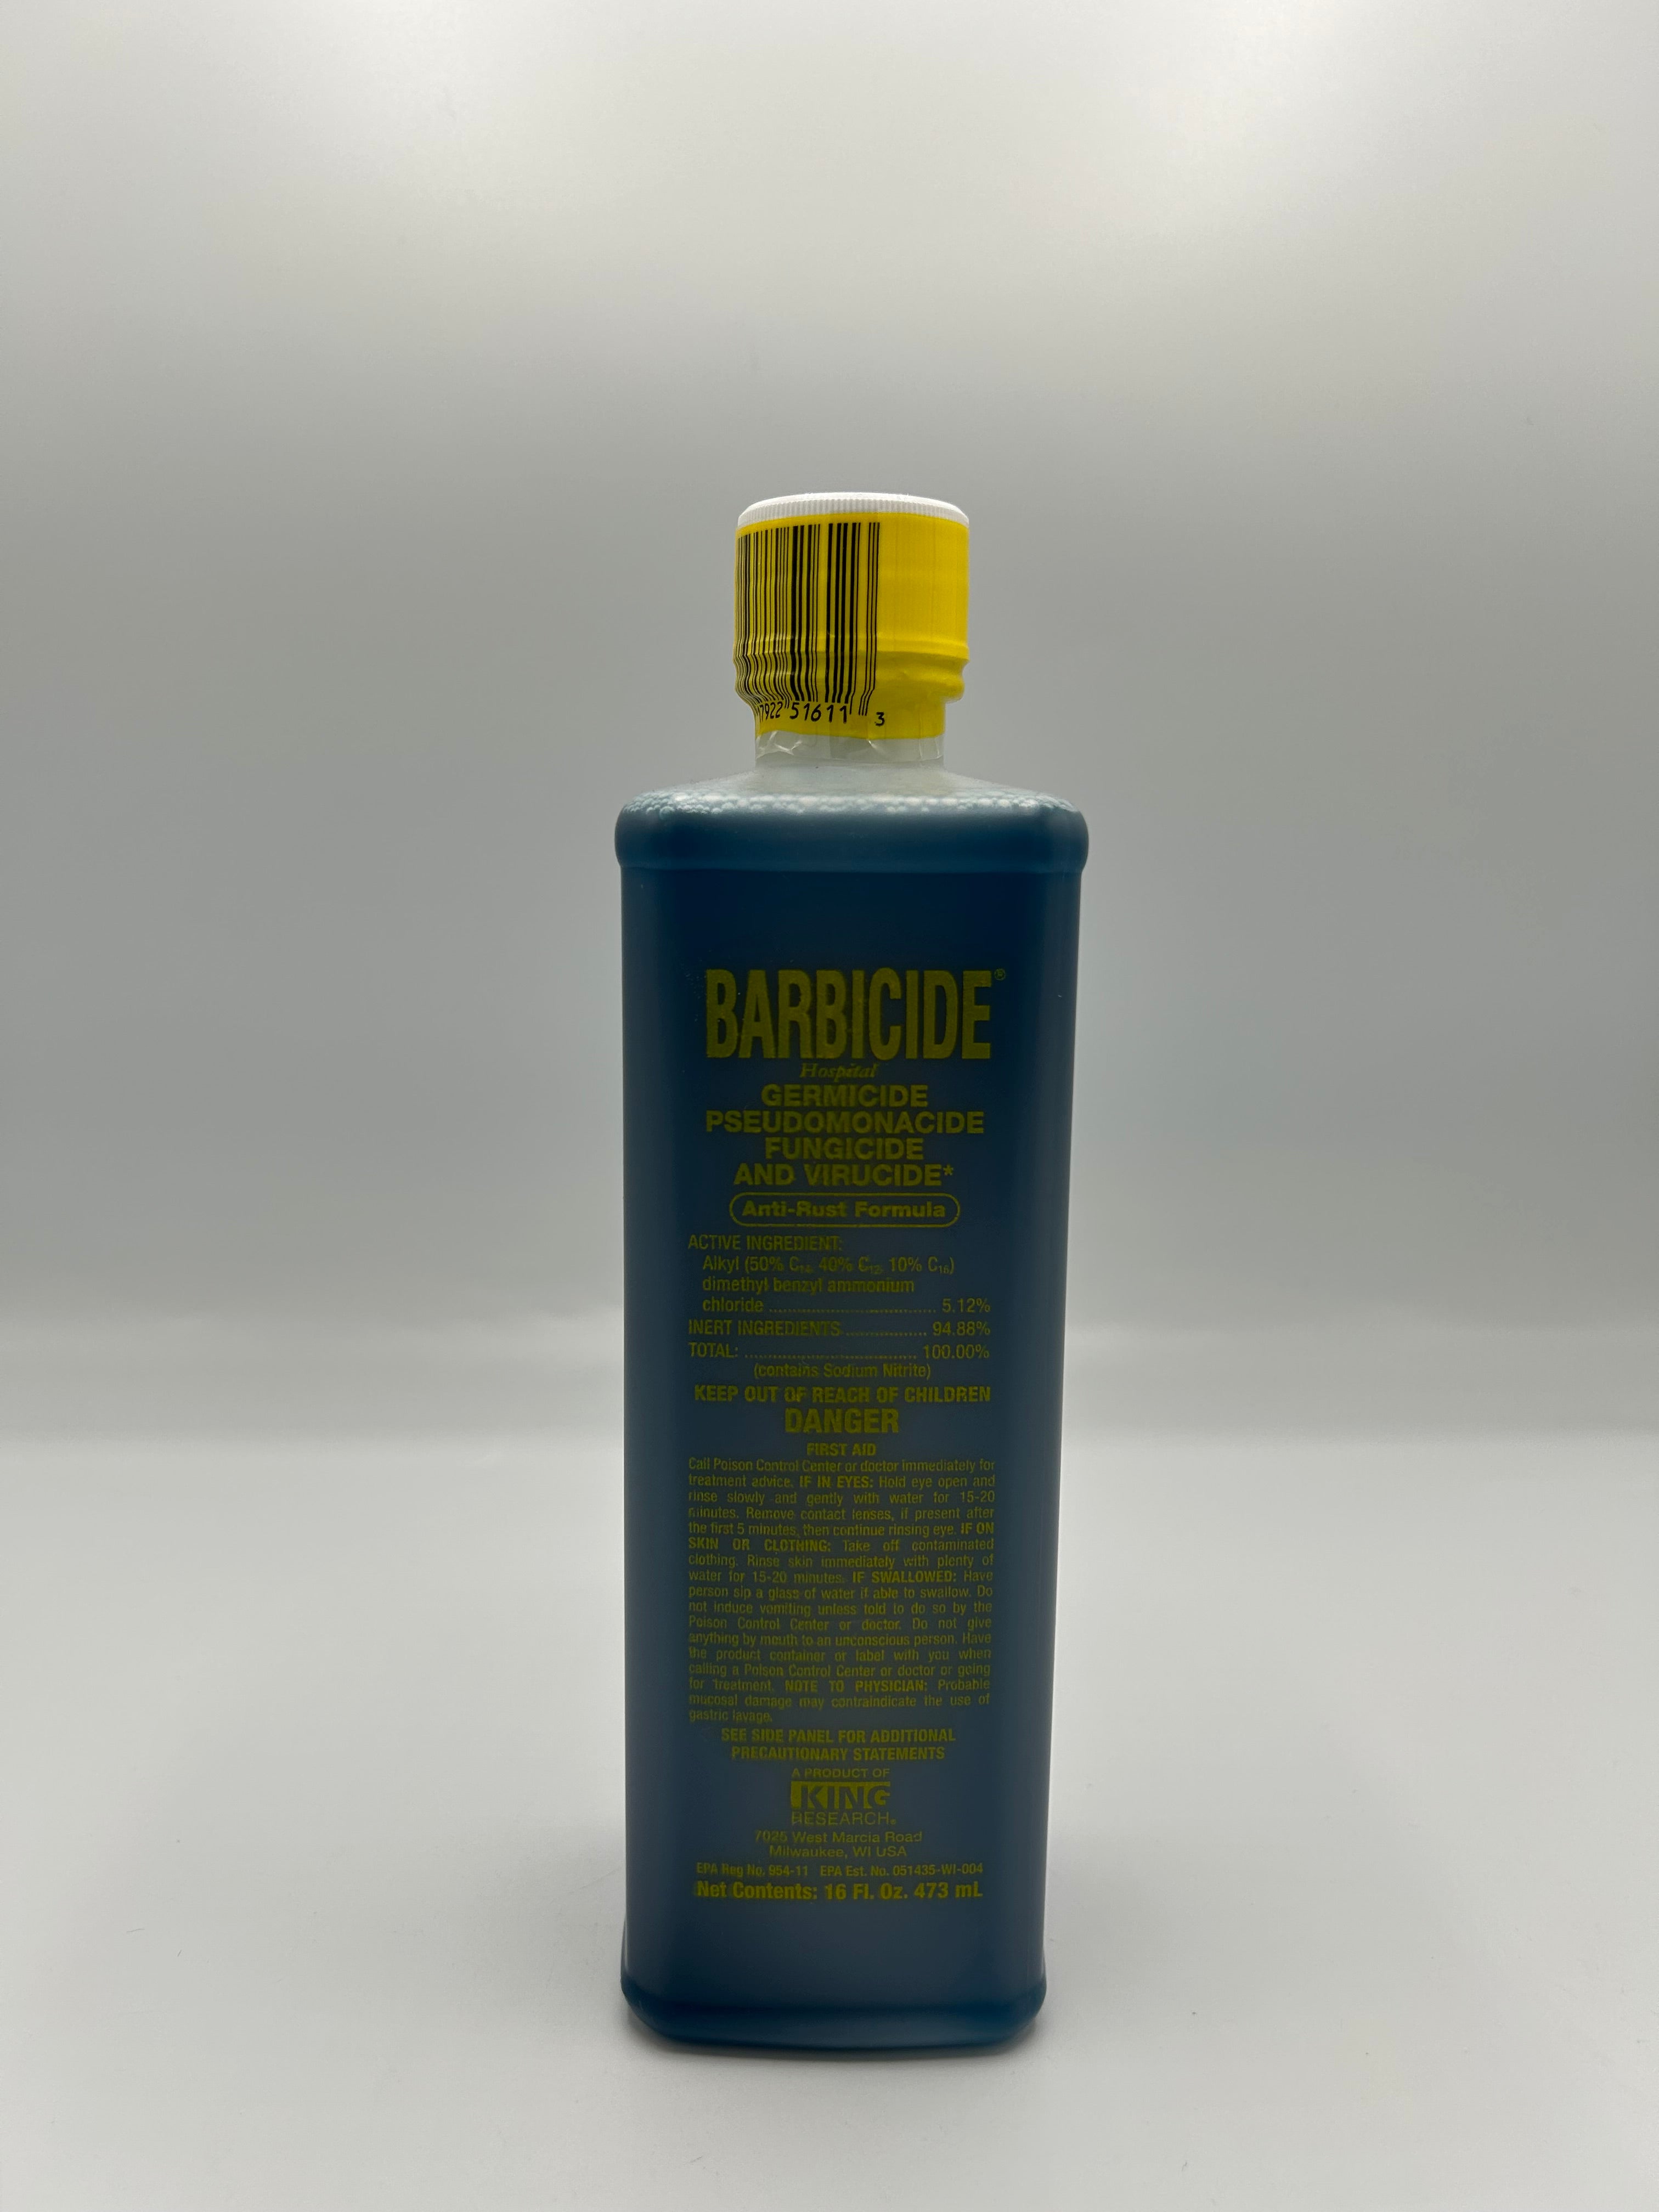 7922 51611 3
BARBICIDE®
Hospital
GERMICIDE
PSEUDOMONACIDE
FUNGICIDE
AND VIRUCIDE*
Anti-Rust Formula
ACTIVE INGREDIENT:
Alkyl (50% C₁₄, 40% C₁₂, 10% C₁₆)
dimethyl benzyl ammonium
chloride .................................... 5.12%
INERT INGREDIENTS.................. 94.88%
TOTAL: ..................................... 100.00%
(contains Sodium Nitrite)
KEEP OUT OF REACH OF CHILDREN
DANGER
FIRST AID
Call Poison Control Center or doctor immediately for
treatment advice. IF IN EYES: Hold eye open and
rinse slowly and gently with water for 15-20
minutes. Remove contact lenses, if present after
the first 5 minutes, then continue rinsing eye. IF ON
SKIN OR CLOTHING: Take off contaminated
clothing. Rinse skin immediately with plenty of
water for 15-20 minutes. IF SWALLOWED: Have
person sip a glass of water if able to swallow. Do
not induce vomiting unless told to do so by the
Poison Control Center or doctor. Do not give
anything by mouth to an unconscious person. Have
the product container or label with you when
calling a Poison Control Center or doctor or going
for treatment. NOTE TO PHYSICIAN: Probable
mucosal damage may contraindicate the use of
gastric lavage.
SEE SIDE PANEL FOR ADDITIONAL
PRECAUTIONARY STATEMENTS
A PRODUCT OF
KING
RESEARCH®
7025 West Marcia Road
Milwaukee, WI USA
EPA Reg No. 954-11 EPA Est. No. 051435-WI-004
Net Contents: 16 Fl. Oz. 473 mL